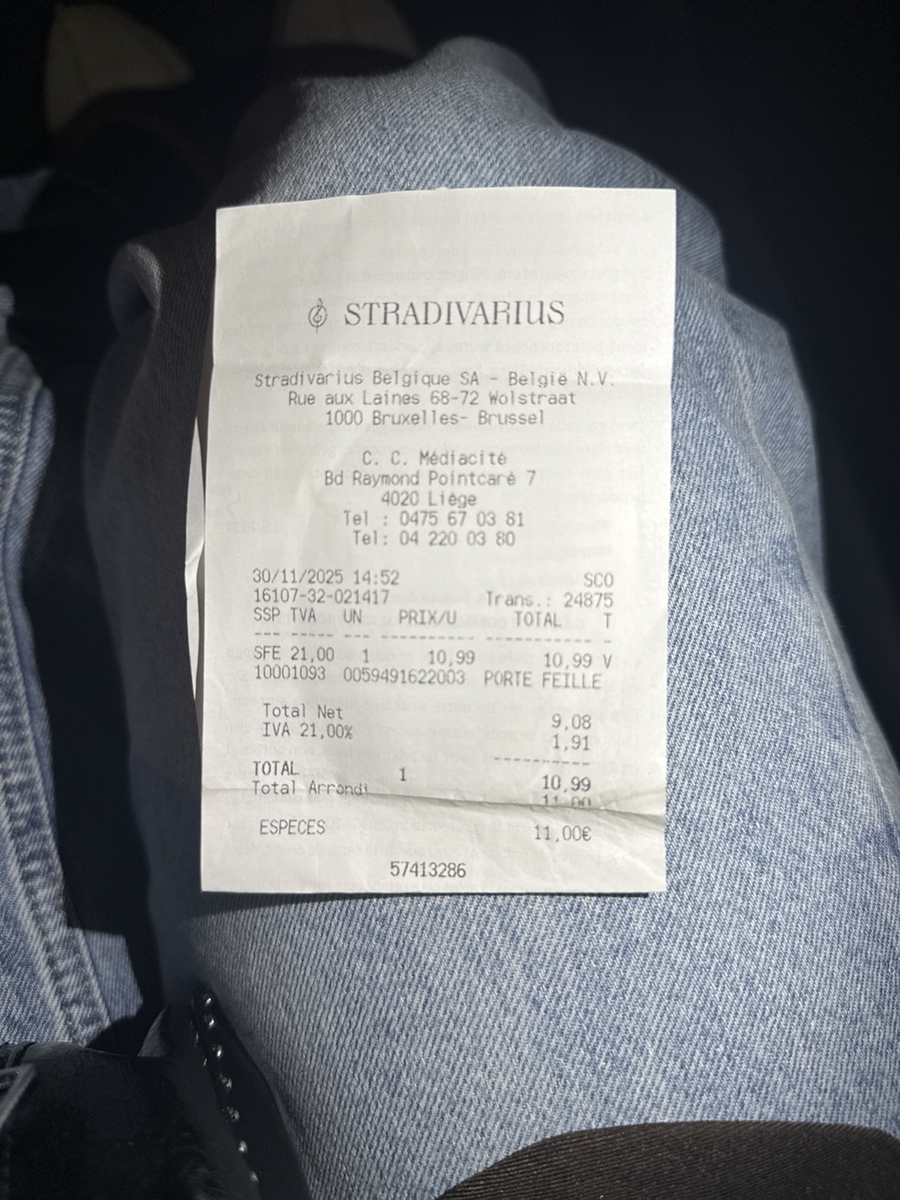 STRADIVARIUS
Stradivarius Belgique SA - België N.V.
Rue aux Laines 68-72 Wolstraat
1000 Bruxelles- Brussel
C. C. Médiacité
Bd Raymond Pointcaré 7
4020 Liège
Tel : 0475 67 03 81
Tel: 04 220 03 80
30/11/2025 14:52 SCO
16107-32-021417 Trans.: 24875
SSP TVA UN PRIX/U TOTAL T
--- --- --- -------- ----------- --
SFE 21,00 1 10,99 10,99 V
10001093 0059491622003 PORTE FEILLE
Total Net 9,08
IVA 21,00% 1,91
----------
TOTAL 1 10,99
Total Arrondi 11,00
ESPECES 11,00€
57413286